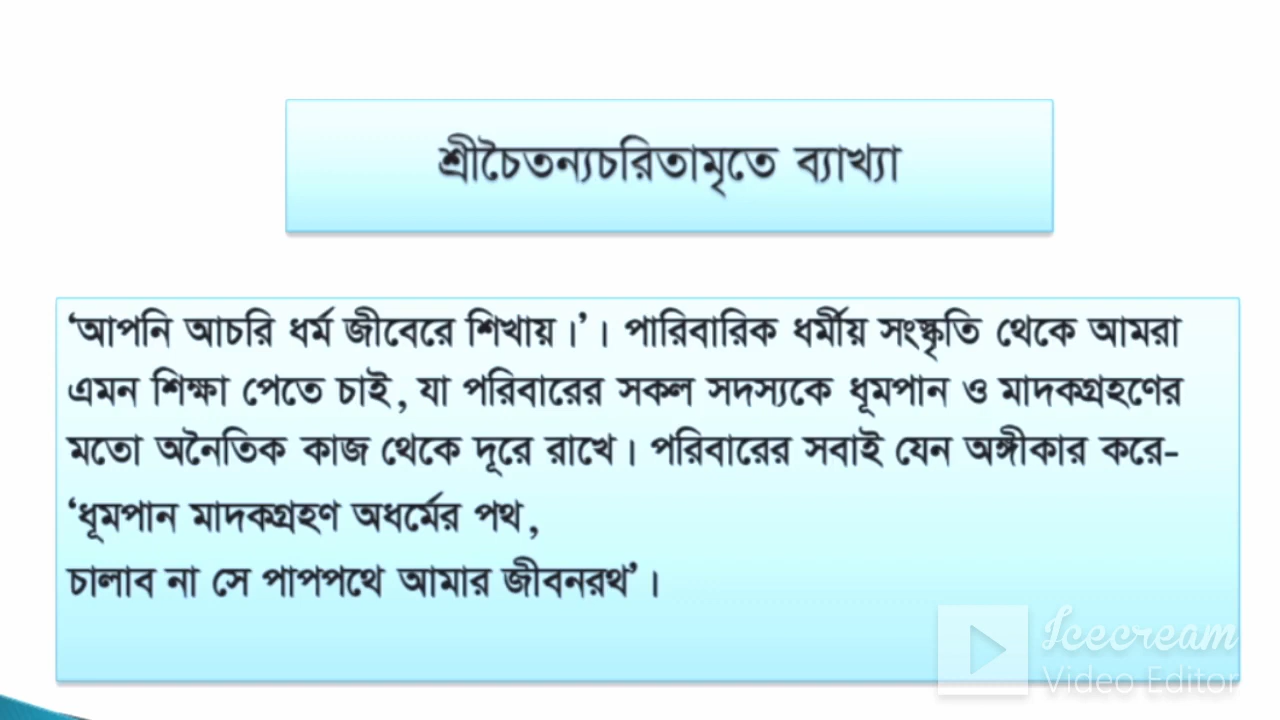 শ্রীচৈতন্যচরিতামৃতে ব্যাখ্যা
‘আপনি আচরি ধর্ম জীবেরে শিখায়।’। পারিবারিক ধর্মীয় সংস্কৃতি থেকে আমরা
এমন শিক্ষা পেতে চাই, যা পরিবারের সকল সদস্যকে ধূমপান ও মাদকগ্রহণের
মতো অনৈতিক কাজ থেকে দূরে রাখে। পরিবারের সবাই যেন অঙ্গীকার করে-
‘ধূমপান মাদকগ্রহণ অধর্মের পথ,
চালাব না সে পাপপথে আমার জীবনরথ’।
Icecream
Video Editor